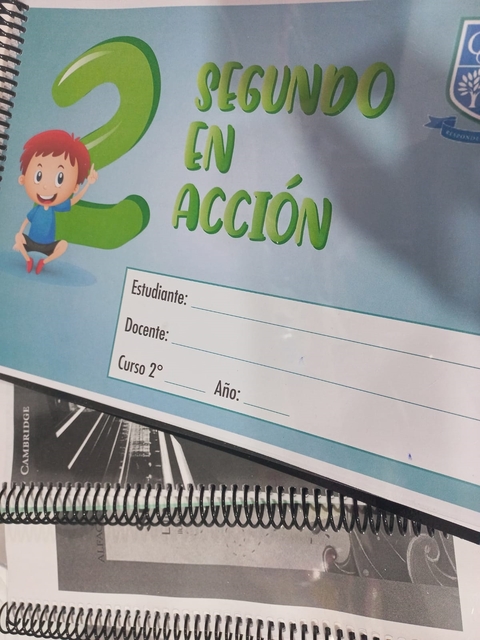 2
SEGUNDO
EN
ACCIÓN
Estudiante:
Docente:
Curso 2° Año:
CAMBRIDGE